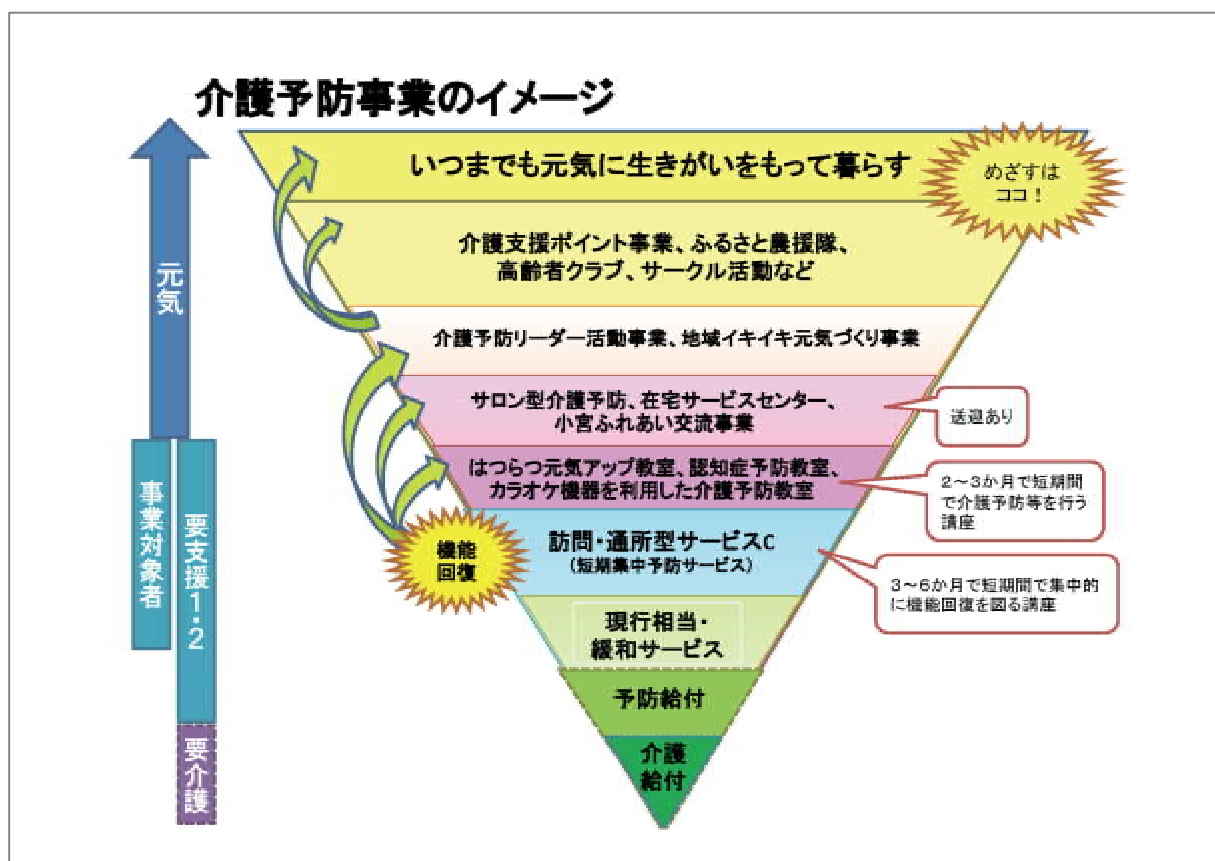 介護予防事業のイメージ
いつまでも元気に生きがいをもって暮らす
めざすは
ココ！
介護支援ポイント事業、ふるさと農援隊、
高齢者クラブ、サークル活動など
介護予防リーダー活動事業、地域イキイキ元気づくり事業
サロン型介護予防、在宅サービスセンター、
小宮ふれあい交流事業
送迎あり
はつらつ元気アップ教室、認知症予防教室、
カラオケ機器を利用した介護予防教室
２～３か月で短期間
で介護予防等を行う
講座
機能
回復
訪問・通所型サービスC
（短期集中予防サービス）
３～６か月で短期間で集中的
に機能回復を図る講座
現行相当・
緩和サービス
予防給付
介護
給付
元気
事業対象者
要支援１・２
要介護